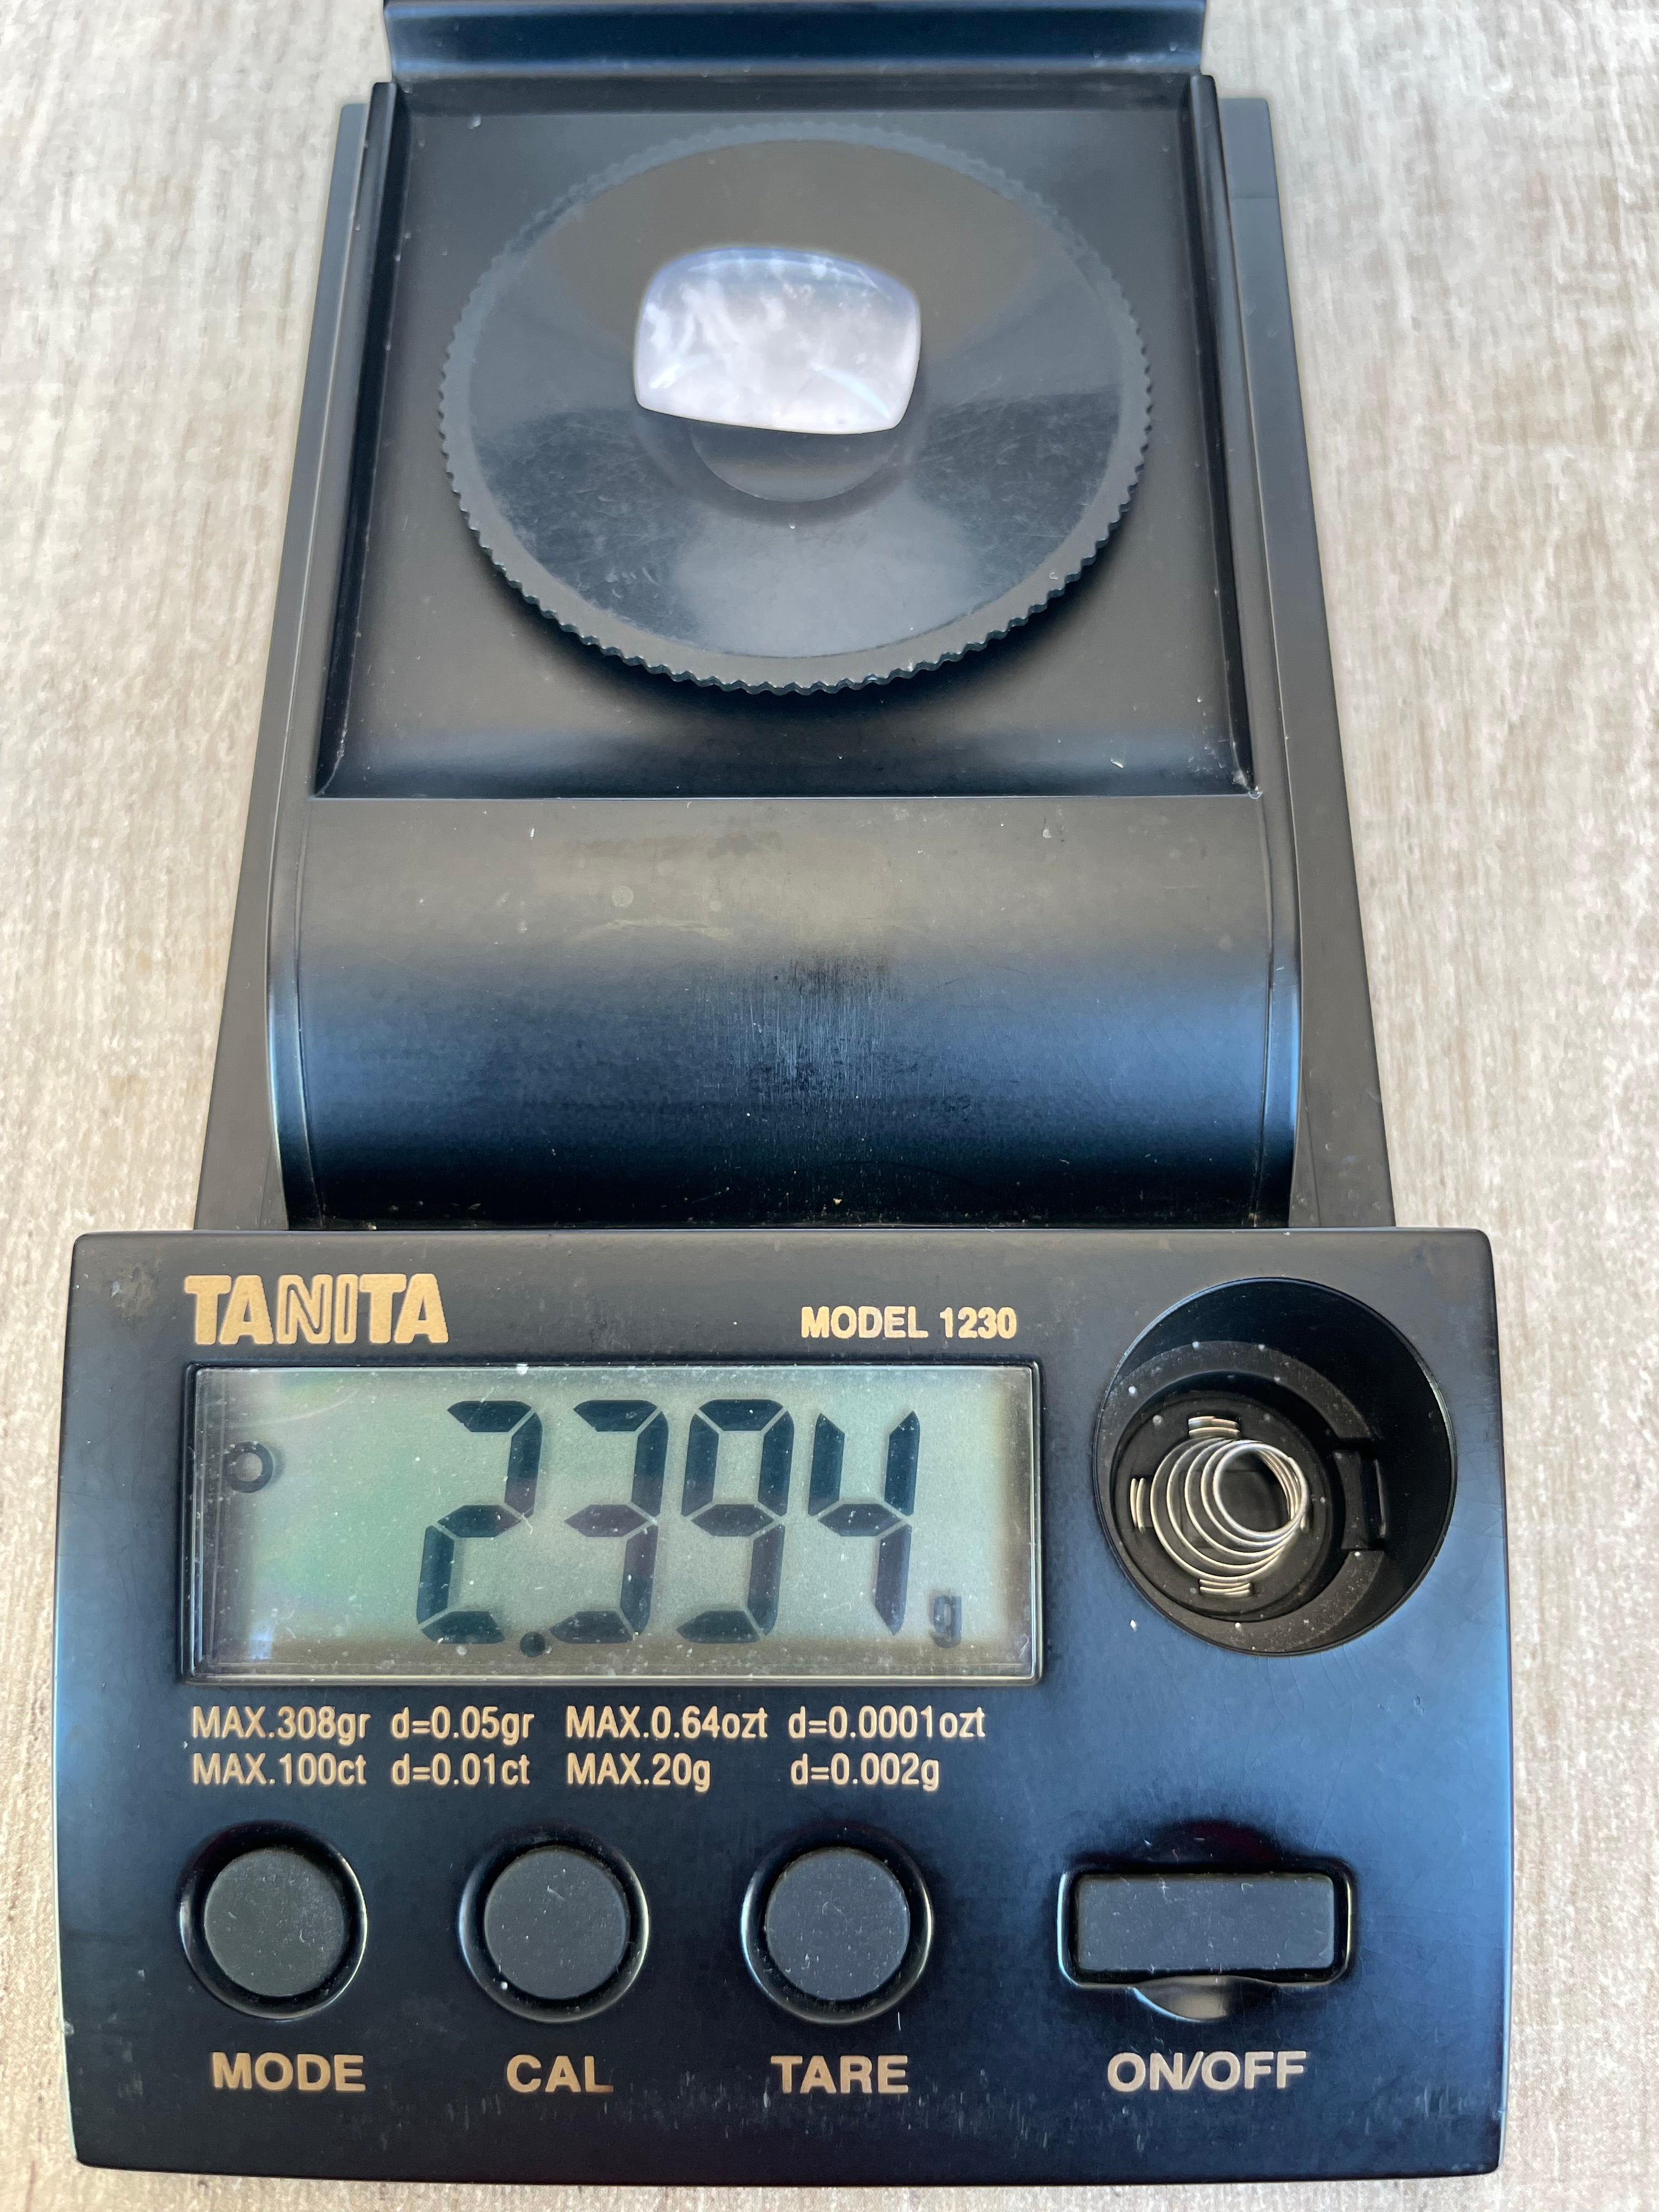 TANITA
MODEL 1230
2.394 g
MAX.308gr d=0.05gr MAX.0.64ozt d=0.0001ozt
MAX.100ct d=0.01ct MAX.20g d=0.002g
MODE CAL TARE ON/OFF